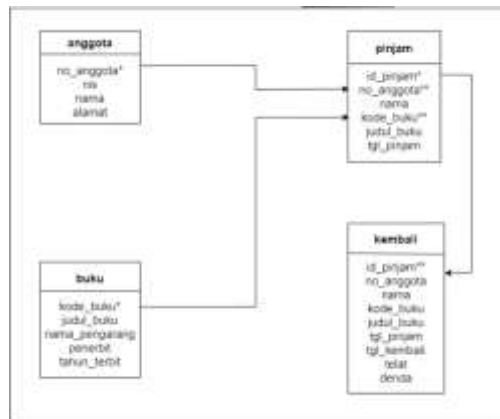 anggota
no_anggota*
nis
nama
alamat
pinjam
id_pinjam*
no_anggota**
nama
kode_buku**
judul_buku
tgl_pinjam
buku
kode_buku*
judul_buku
nama_pengarang
penerbit
tahun_terbit
kembali
id_pinjam**
no_anggota
nama
kode_buku
judul_buku
tgl_pinjam
tgl_kembali
telat
denda